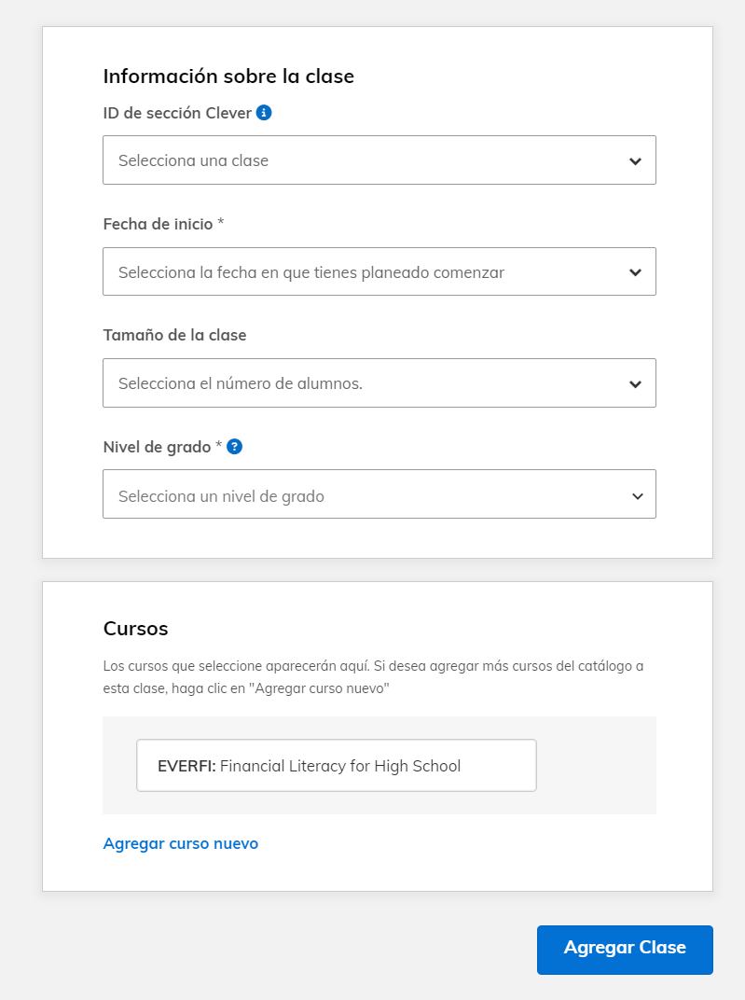 Información sobre la clase
ID de sección Clever
Selecciona una clase
Fecha de inicio *
Selecciona la fecha en que tienes planeado comenzar
Tamaño de la clase
Selecciona el número de alumnos.
Nivel de grado * ?
Selecciona un nivel de grado
Cursos
Los cursos que seleccione aparecerán aquí. Si desea agregar más cursos del catálogo a
esta clase, haga clic en "Agregar curso nuevo"
EVERFI: Financial Literacy for High School
Agregar curso nuevo
Agregar Clase